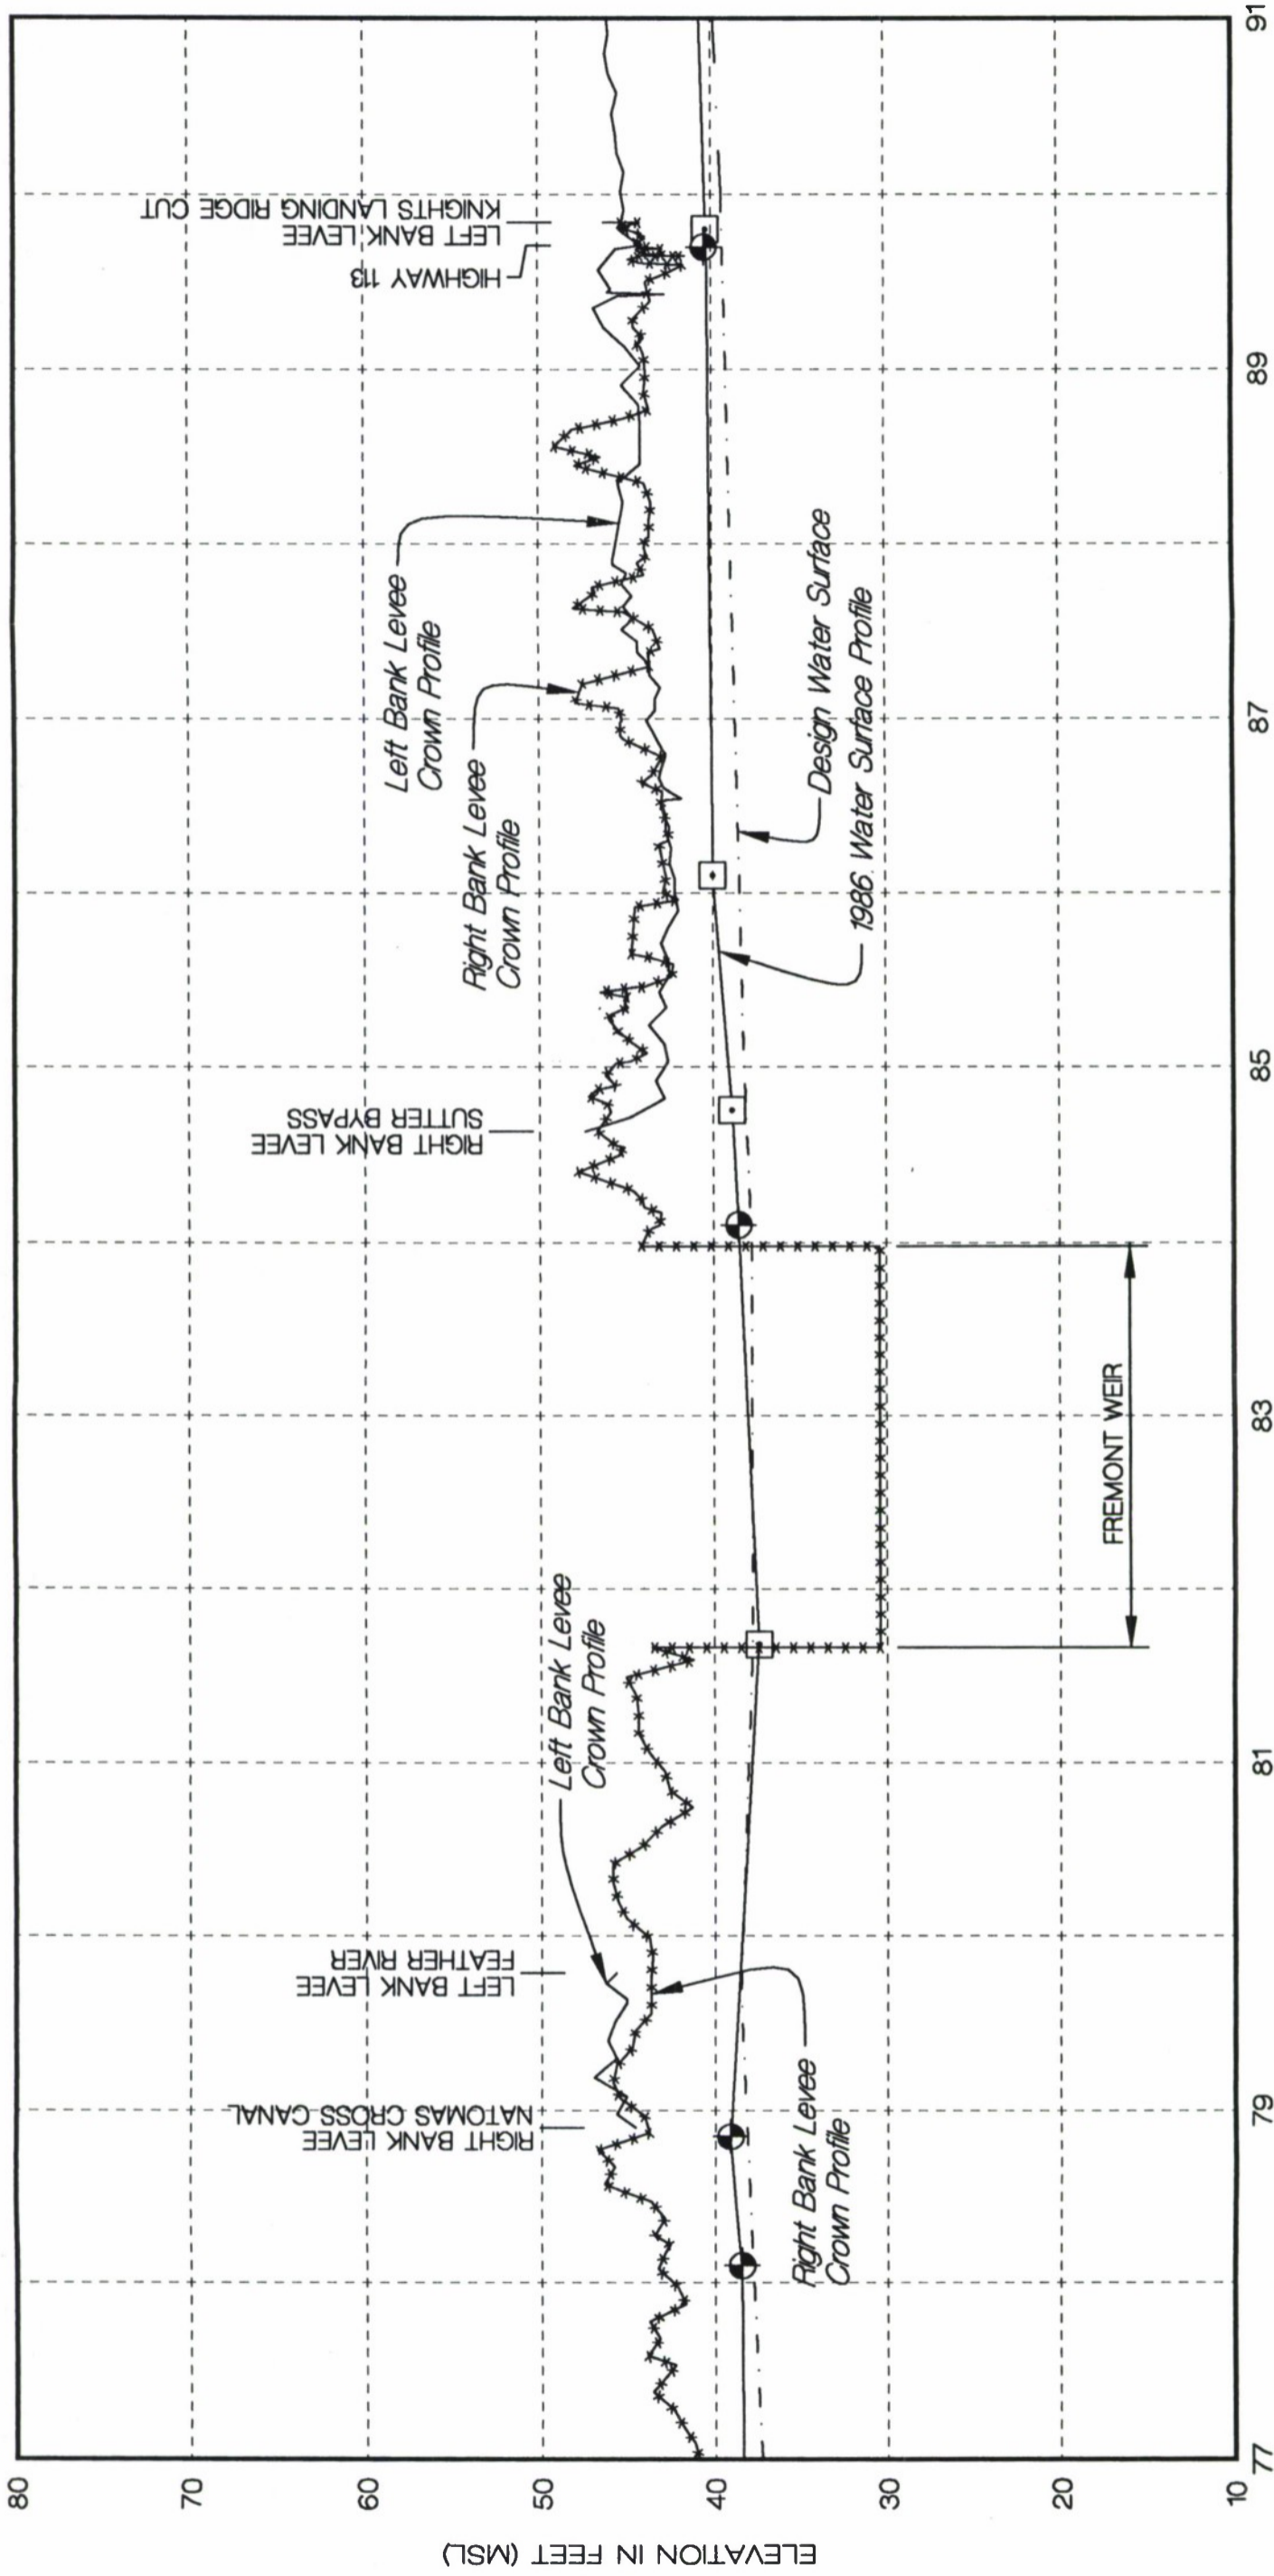 ELEVATION IN FEET (MSL)
80
70
60
50
40
30
20
10
77
79
81
83
85
87
89
91
RIGHT BANK LEVEE
NATOMAS CROSS CANAL
LEFT BANK LEVEE
FEATHER RIVER
Left Bank Levee
Crown Profile
Right Bank Levee
Crown Profile
FREMONT WEIR
RIGHT BANK LEVEE
SUTTER BYPASS
Right Bank Levee
Crown Profile
Left Bank Levee
Crown Profile
Design Water Surface
1986 Water Surface Profile
HIGHWAY 113
LEFT BANK LEVEE
KNIGHTS LANDING RIDGE CUT